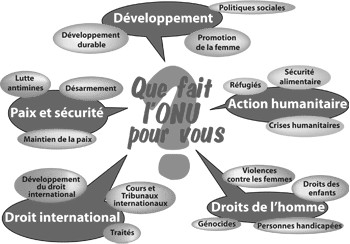 Politiques sociales
Développement
Développement
durable
Promotion
de la femme
Lutte
antimines
Désarmement
Paix et sécurité
Maintien de la paix
Que fait
l'ONU
pour vous
Réfugiés
Sécurité
alimentaire
Action humanitaire
Crises humanitaires
Développement
du droit
international
Cours et
Tribunaux
internationaux
Droit international
Traités
Violences
contre les femmes
Droits des
enfants
Droits de l'homme
Génocides
Personnes handicapées